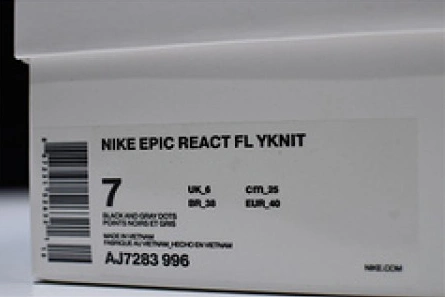 NIKE EPIC REACT FL YKNIT
7
UK_6 cm_25
BR_38 EUR_40
BLACK AND GRAY DOTS
POINTS NOIRS ET GRIS
MADE IN VIETNAM
FABRIQUE AU VIETNAM_HECHO EN VIETNAM
AJ7283 996
NIKE.COM